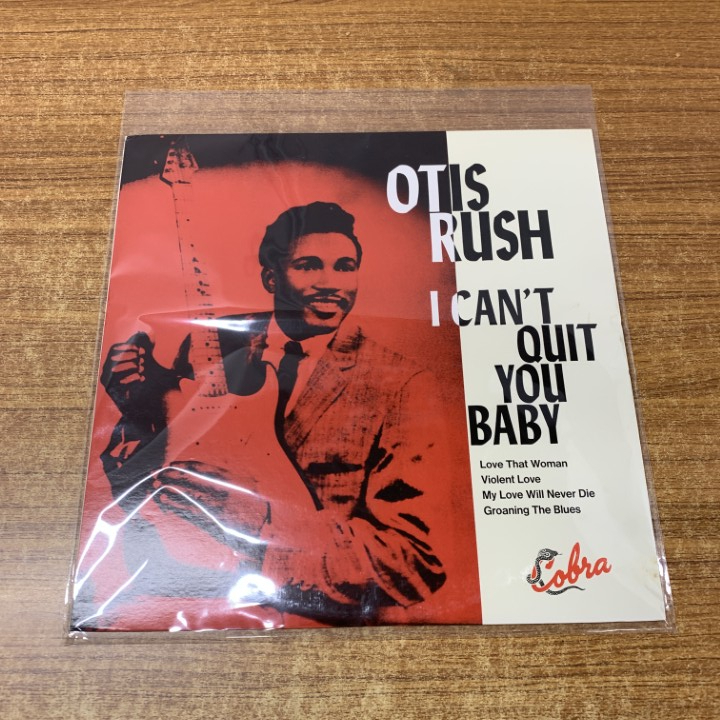 OTIS
RUSH
I CAN'T
QUIT
YOU
BABY
Love That Woman
Violent Love
My Love Will Never Die
Groaning The Blues
Cobra